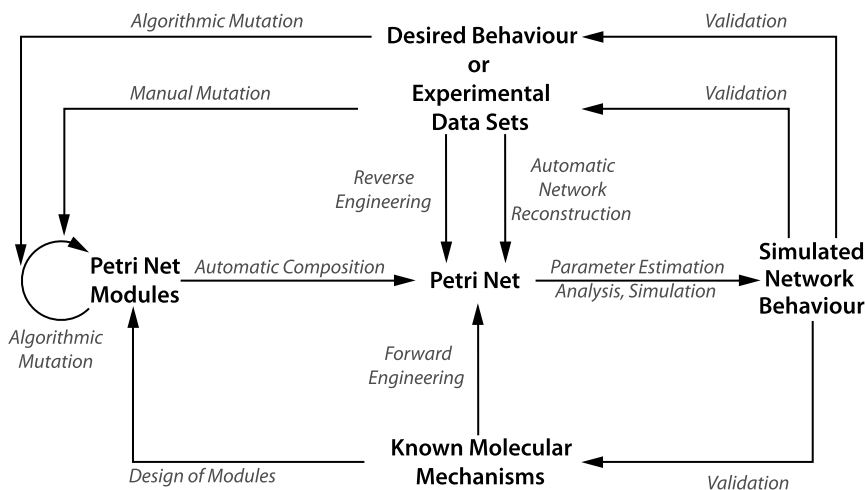 Algorithmic Mutation
Desired Behaviour
or
Experimental
Data Sets
Validation
Manual Mutation
Validation
Reverse
Engineering
Automatic
Network
Reconstruction
Petri Net
Modules
Automatic Composition
Petri Net
Parameter Estimation
Analysis, Simulation
Simulated
Network
Behaviour
Algorithmic
Mutation
Forward
Engineering
Known Molecular
Mechanisms
Design of Modules
Validation